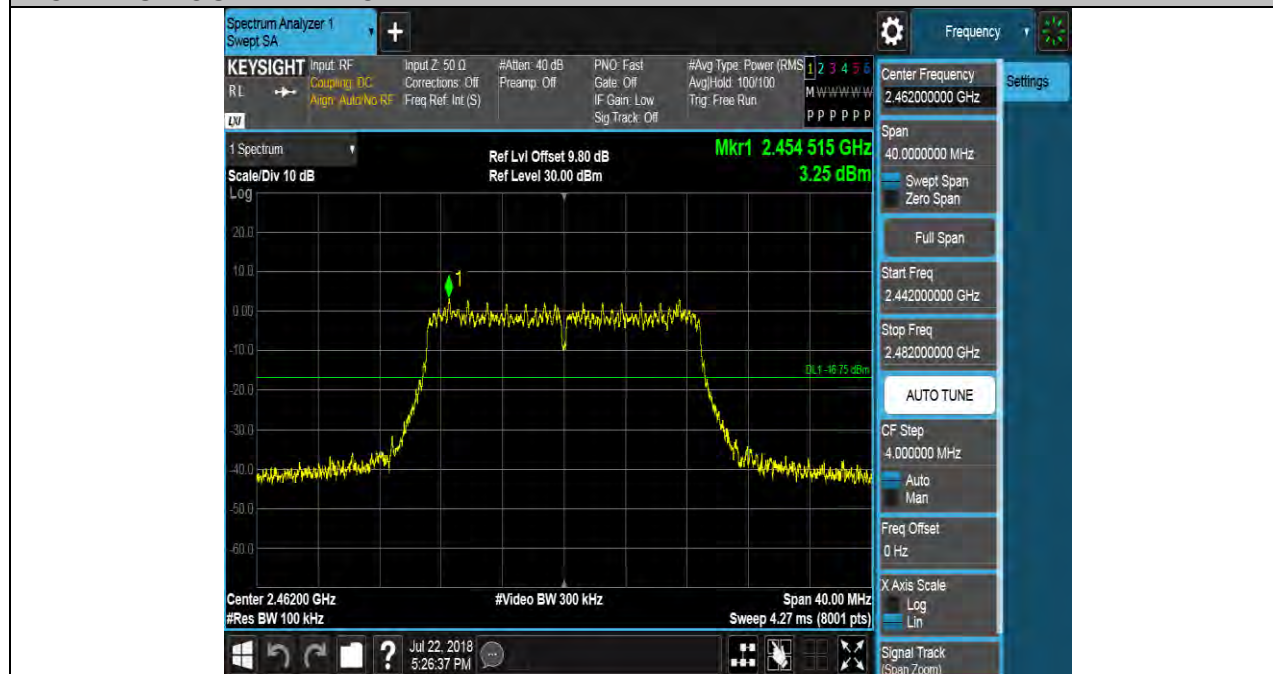 Spectrum Analyzer 1
Swept SA
+
Frequency
KEYSIGHT
RL
LXI
Input: RF
Coupling: DC
Align: Auto/No RF
Input Z: 50 Ω
Corrections: Off
Freq Ref: Int (S)
#Atten: 40 dB
Preamp: Off
PNO: Fast
Gate: Off
IF Gain: Low
Sig Track: Off
#Avg Type: Power (RMS
Avg|Hold: 100/100
Trig: Free Run
1 2 3 4 5 6
M W W W W W
P P P P P P
Center Frequency
2.462000000 GHz
Settings
1 Spectrum
Scale/Div 10 dB
Ref Lvl Offset 9.80 dB
Ref Level 30.00 dBm
Mkr1 2.454 515 GHz
3.25 dBm
Log
20.0
10.0
0.00
-10.0
-20.0
-30.0
-40.0
-50.0
-60.0
1
DL1 -16.75 dBm
Center 2.46200 GHz
#Res BW 100 kHz
#Video BW 300 kHz
Span 40.00 MHz
Sweep 4.27 ms (8001 pts)
Span
40.0000000 MHz
Swept Span
Zero Span
Full Span
Start Freq
2.442000000 GHz
Stop Freq
2.482000000 GHz
AUTO TUNE
CF Step
4.000000 MHz
Auto
Man
Freq Offset
0 Hz
X Axis Scale
Log
Lin
Signal Track
(Span Zoom)
?
Jul 22, 2018
5:26:37 PM